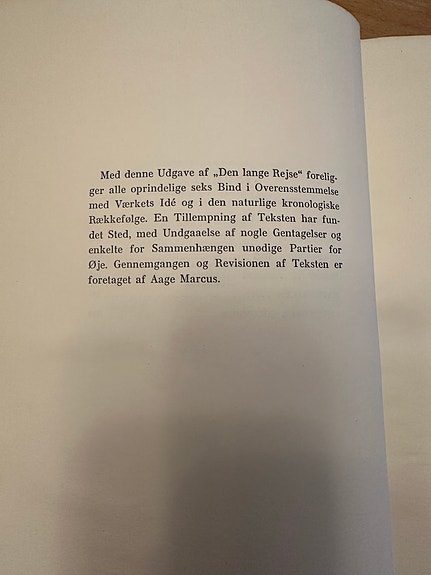 Med denne Udgave af „Den lange Rejse“ forelig-
ger alle oprindelige seks Bind i Overensstemmelse
med Værkets Idé og i den naturlige kronologiske
Rækkefølge. En Tillempning af Teksten har fun-
det Sted, med Undgaaelse af nogle Gentagelser og
enkelte for Sammenhængen unødige Partier for
Øje. Gennemgangen og Revisionen af Teksten er
foretaget af Aage Marcus.